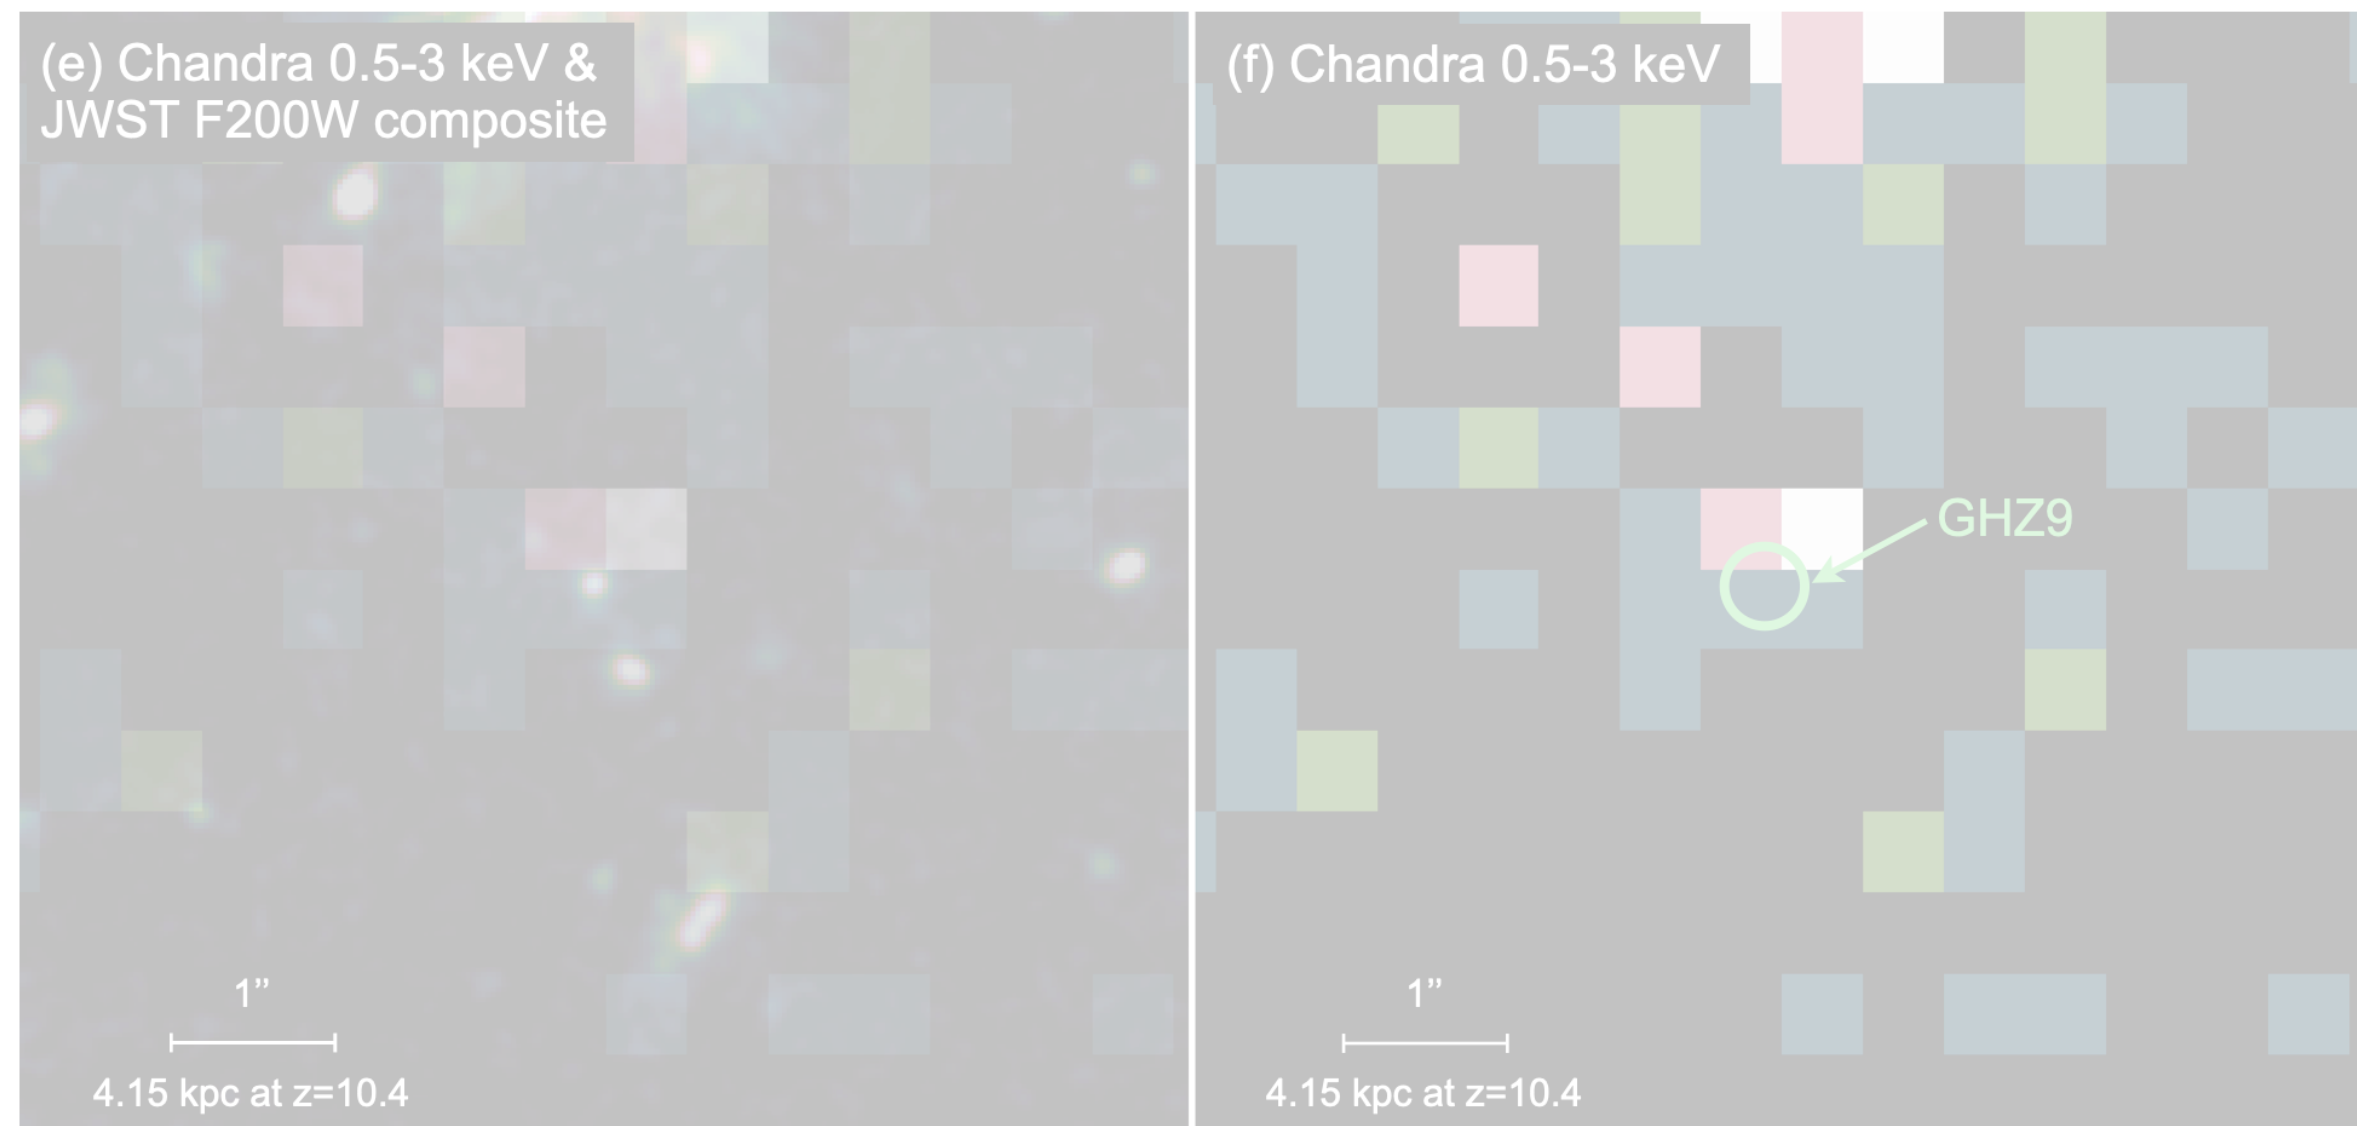 (e) Chandra 0.5-3 keV &
JWST F200W composite
1”
4.15 kpc at z=10.4
(f) Chandra 0.5-3 keV
GHZ9
1”
4.15 kpc at z=10.4